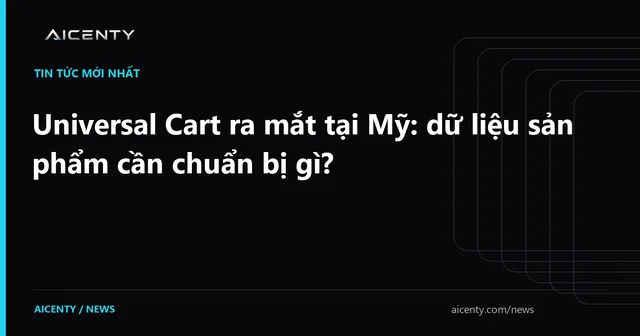 AICENTY
TIN TỨC MỚI NHẤT
Universal Cart ra mắt tại Mỹ: dữ liệu sản
phẩm cần chuẩn bị gì?
AICENTY / NEWS
aicenty.com/news